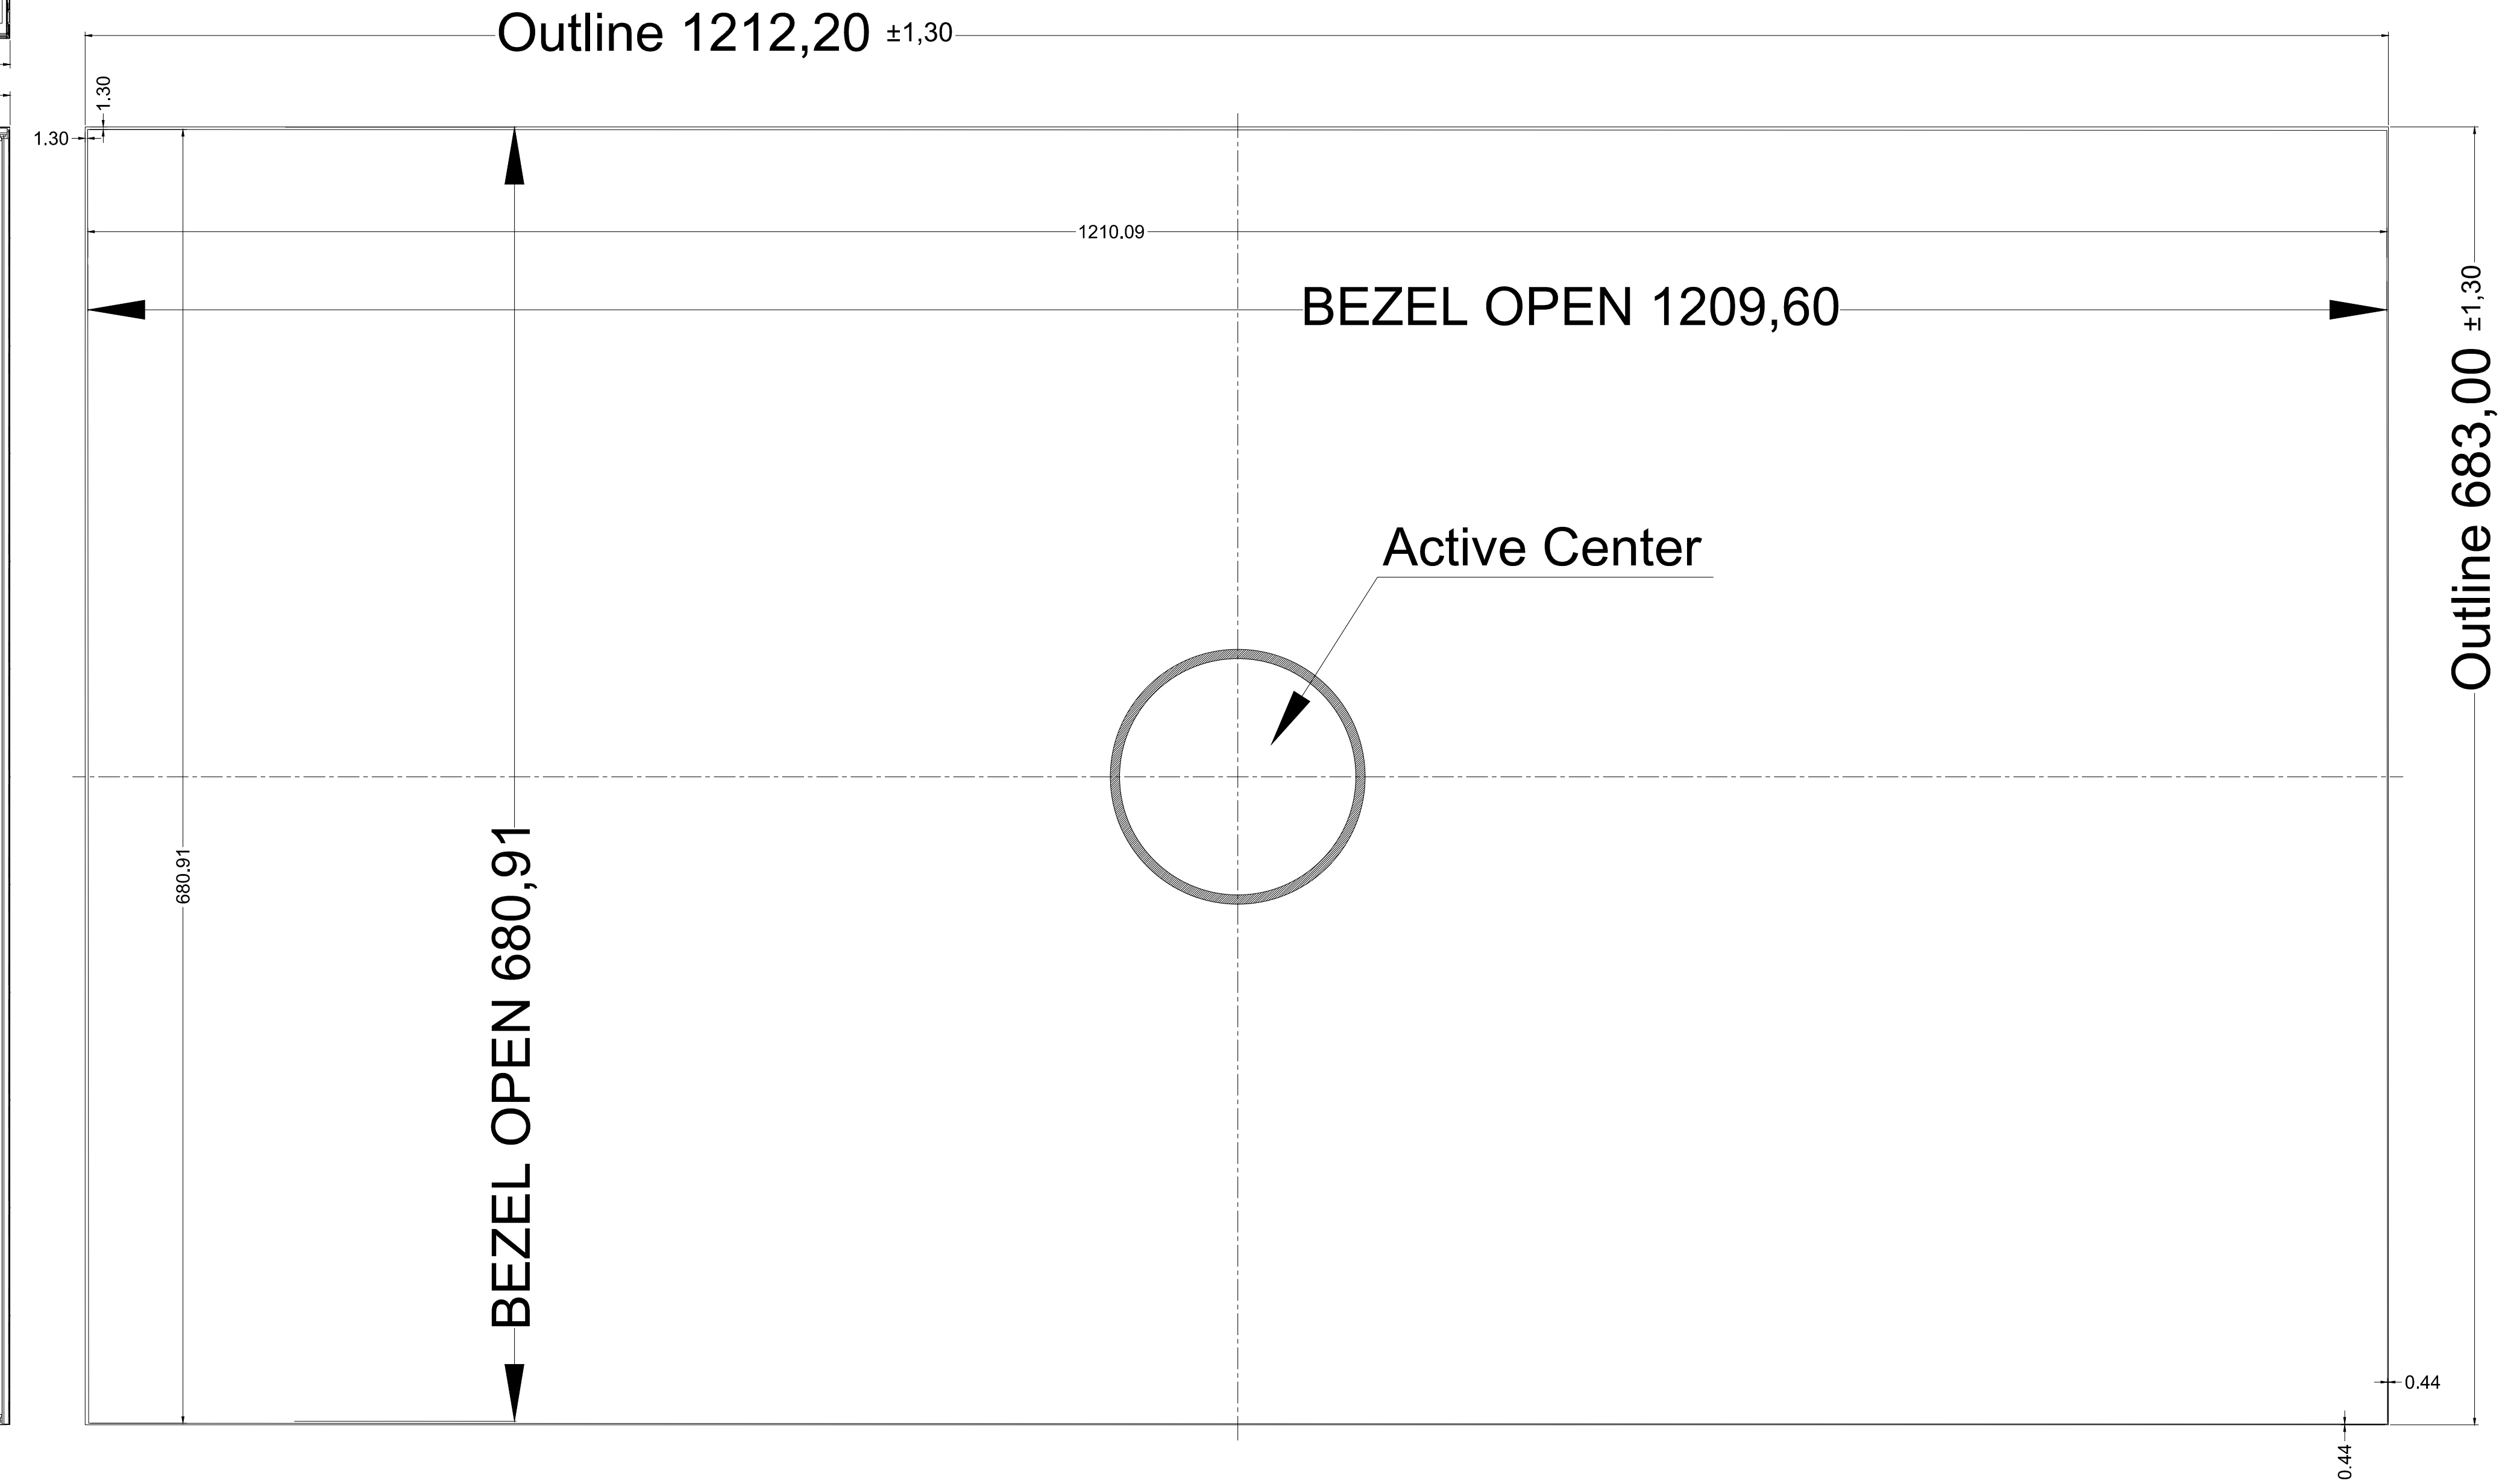 Outline 1212,20 ±1,30
1.30
1.30
1210.09
BEZEL OPEN 1209,60
Outline 683,00 ±1,30
Active Center
680.91
BEZEL OPEN 680,91
0.44
0.44